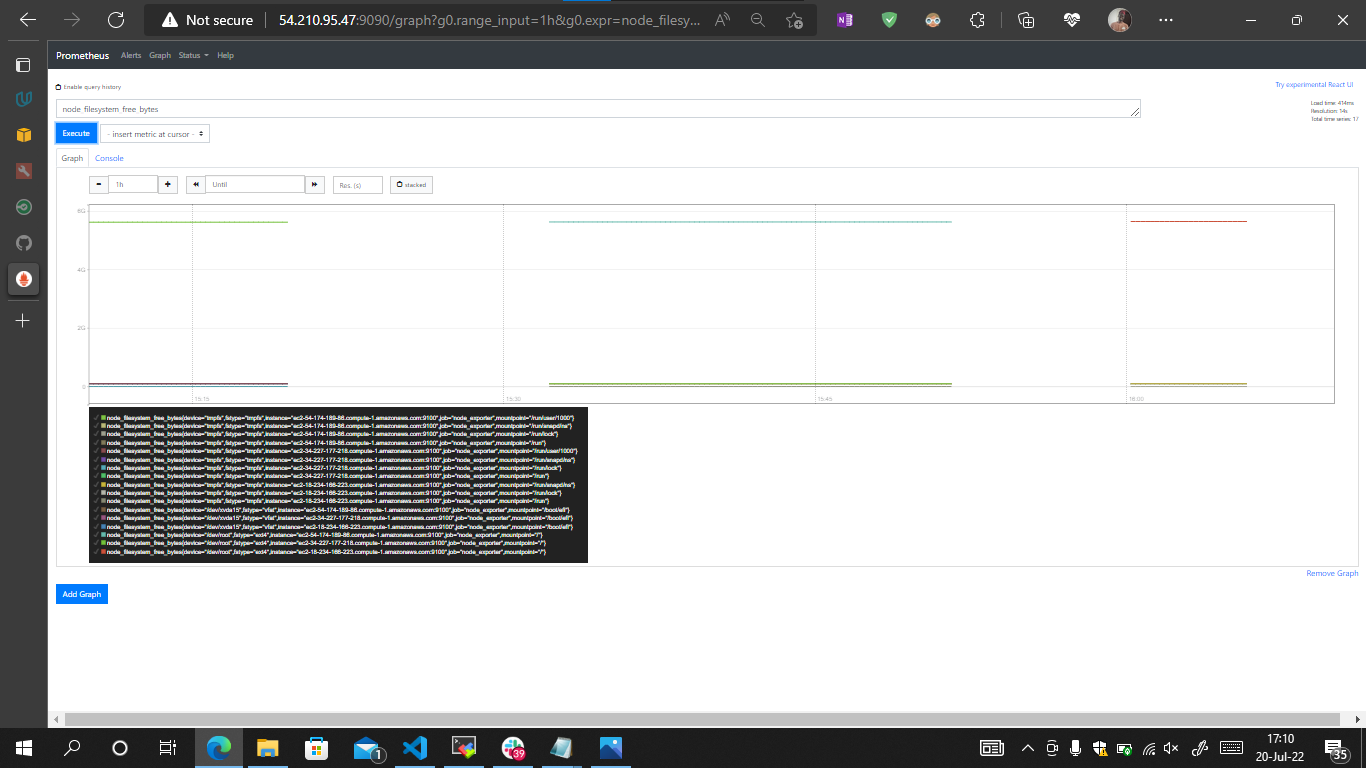 Not secure 54.210.95.47:9090/graph?g0.range_input=1h&g0.expr=node_filesy...
Prometheus Alerts Graph Status Help
Enable query history
Try experimental React UI
node_filesystem_free_bytes
Load time: 414ms
Resolution: 14s
Total time series: 17
Execute - insert metric at cursor -
Graph Console
- 1h + Until Res. (s) stacked
6G
4G
2G
0
15:15 15:30 15:45 16:00
node_filesystem_free_bytes{device="tmpfs",fstype="tmpfs",instance="ec2-54-174-189-86.compute-1.amazonaws.com:9100",job="node_exporter",mountpoint="/run/user/1000"}
node_filesystem_free_bytes{device="tmpfs",fstype="tmpfs",instance="ec2-54-174-189-86.compute-1.amazonaws.com:9100",job="node_exporter",mountpoint="/run/snapd/ns"}
node_filesystem_free_bytes{device="tmpfs",fstype="tmpfs",instance="ec2-54-174-189-86.compute-1.amazonaws.com:9100",job="node_exporter",mountpoint="/run/lock"}
node_filesystem_free_bytes{device="tmpfs",fstype="tmpfs",instance="ec2-54-174-189-86.compute-1.amazonaws.com:9100",job="node_exporter",mountpoint="/run"}
node_filesystem_free_bytes{device="tmpfs",fstype="tmpfs",instance="ec2-34-227-177-218.compute-1.amazonaws.com:9100",job="node_exporter",mountpoint="/run/user/1000"}
node_filesystem_free_bytes{device="tmpfs",fstype="tmpfs",instance="ec2-34-227-177-218.compute-1.amazonaws.com:9100",job="node_exporter",mountpoint="/run/snapd/ns"}
node_filesystem_free_bytes{device="tmpfs",fstype="tmpfs",instance="ec2-34-227-177-218.compute-1.amazonaws.com:9100",job="node_exporter",mountpoint="/run/lock"}
node_filesystem_free_bytes{device="tmpfs",fstype="tmpfs",instance="ec2-34-227-177-218.compute-1.amazonaws.com:9100",job="node_exporter",mountpoint="/run"}
node_filesystem_free_bytes{device="tmpfs",fstype="tmpfs",instance="ec2-18-234-166-223.compute-1.amazonaws.com:9100",job="node_exporter",mountpoint="/run/snapd/ns"}
node_filesystem_free_bytes{device="tmpfs",fstype="tmpfs",instance="ec2-18-234-166-223.compute-1.amazonaws.com:9100",job="node_exporter",mountpoint="/run/lock"}
node_filesystem_free_bytes{device="tmpfs",fstype="tmpfs",instance="ec2-18-234-166-223.compute-1.amazonaws.com:9100",job="node_exporter",mountpoint="/run"}
node_filesystem_free_bytes{device="/dev/xvda15",fstype="vfat",instance="ec2-54-174-189-86.compute-1.amazonaws.com:9100",job="node_exporter",mountpoint="/boot/efi"}
node_filesystem_free_bytes{device="/dev/xvda15",fstype="vfat",instance="ec2-34-227-177-218.compute-1.amazonaws.com:9100",job="node_exporter",mountpoint="/boot/efi"}
node_filesystem_free_bytes{device="/dev/xvda15",fstype="vfat",instance="ec2-18-234-166-223.compute-1.amazonaws.com:9100",job="node_exporter",mountpoint="/boot/efi"}
node_filesystem_free_bytes{device="/dev/root",fstype="ext4",instance="ec2-54-174-189-86.compute-1.amazonaws.com:9100",job="node_exporter",mountpoint="/"}
node_filesystem_free_bytes{device="/dev/root",fstype="ext4",instance="ec2-34-227-177-218.compute-1.amazonaws.com:9100",job="node_exporter",mountpoint="/"}
node_filesystem_free_bytes{device="/dev/root",fstype="ext4",instance="ec2-18-234-166-223.compute-1.amazonaws.com:9100",job="node_exporter",mountpoint="/"}
Remove Graph
Add Graph
1
39
17:10
20-Jul-22
35